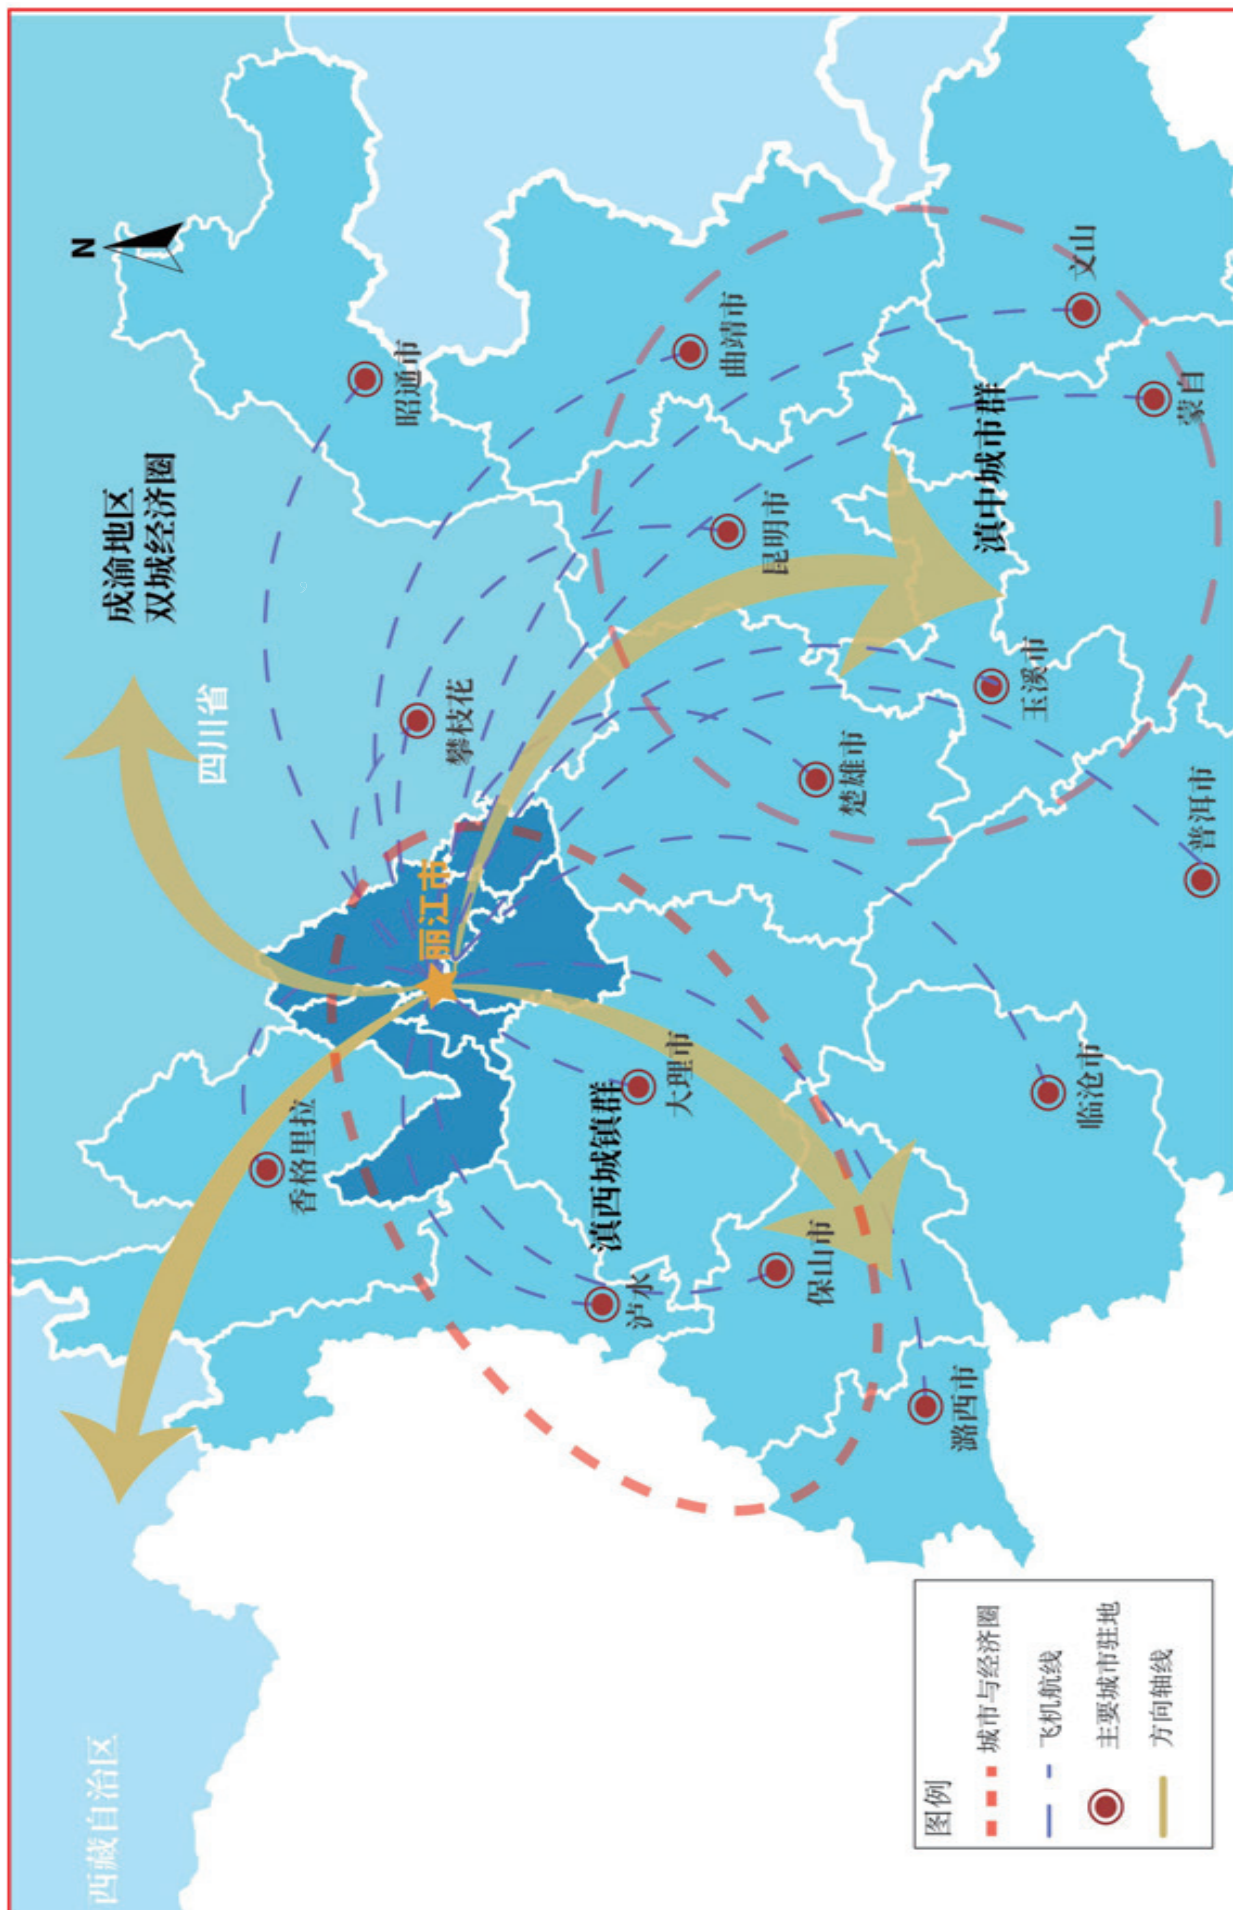 N
成渝地区
双城经济圈
四川省
西藏自治区
香格里拉
丽江市
攀枝花
昭通市
泸水
滇西城镇群
大理市
昆明市
曲靖市
保山市
楚雄市
潞西市
临沧市
玉溪市
滇中城市群
文山
普洱市
蒙自
图例
城市与经济圈
飞机航线
主要城市驻地
方向轴线